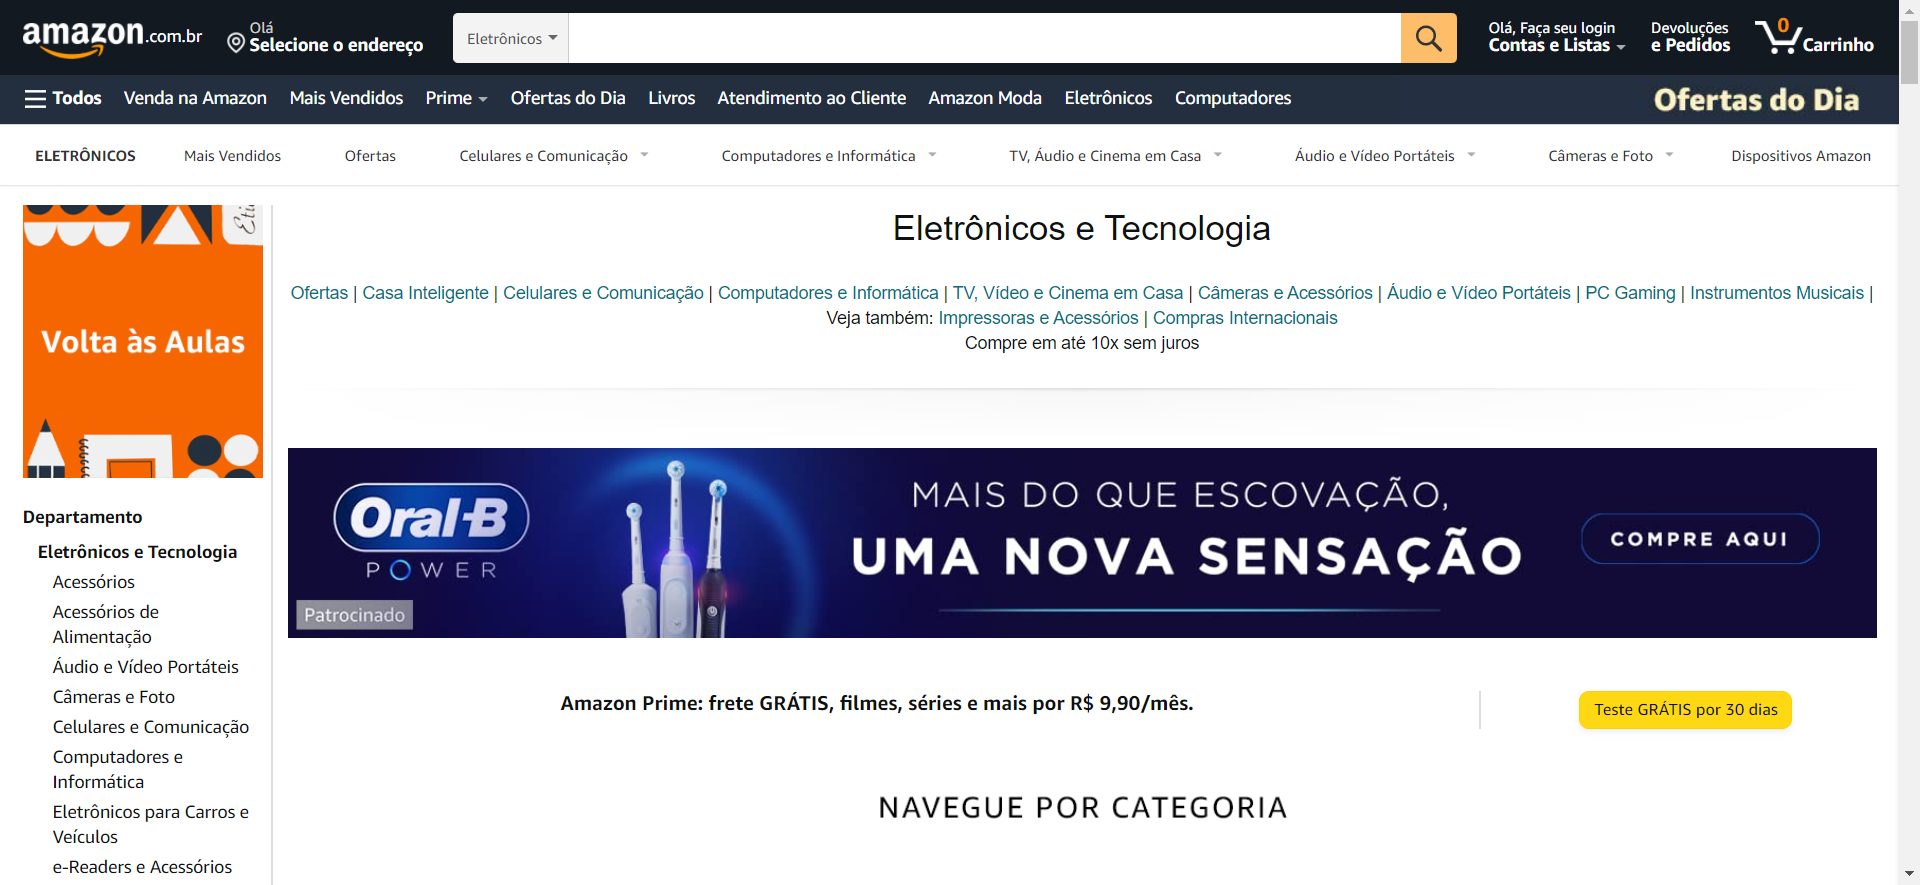 amazon.com.br
Olá
Selecione o endereço
Eletrônicos
Olá, Faça seu login
Contas e Listas
Devoluções
e Pedidos
0
Carrinho
Todos
Venda na Amazon
Mais Vendidos
Prime
Ofertas do Dia
Livros
Atendimento ao Cliente
Amazon Moda
Eletrônicos
Computadores
Ofertas do Dia
ELETRÔNICOS
Mais Vendidos
Ofertas
Celulares e Comunicação
Computadores e Informática
TV, Áudio e Cinema em Casa
Áudio e Vídeo Portáteis
Câmeras e Foto
Dispositivos Amazon
Volta às Aulas
Departamento
Eletrônicos e Tecnologia
Acessórios
Acessórios de
Alimentação
Áudio e Vídeo Portáteis
Câmeras e Foto
Celulares e Comunicação
Computadores e
Informática
Eletrônicos para Carros e
Veículos
e-Readers e Acessórios
Eletrônicos e Tecnologia
Ofertas | Casa Inteligente | Celulares e Comunicação | Computadores e Informática | TV, Vídeo e Cinema em Casa | Câmeras e Acessórios | Áudio e Vídeo Portáteis | PC Gaming | Instrumentos Musicais |
Veja também: Impressoras e Acessórios | Compras Internacionais
Compre em até 10x sem juros
Oral-B
POWER
Patrocinado
MAIS DO QUE ESCOVAÇÃO,
UMA NOVA SENSAÇÃO
COMPRE AQUI
Amazon Prime: frete GRÁTIS, filmes, séries e mais por R$ 9,90/mês.
Teste GRÁTIS por 30 dias
NAVEGUE POR CATEGORIA